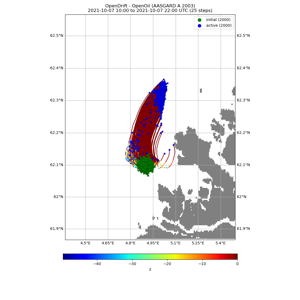 OpenDrift - OpenOil (AASGARD A 2003)
2021-10-07 10:00 to 2021-10-07 22:00 UTC (25 steps)
initial (2000)
active (2000)
62.5°N 62.5°N
62.4°N 62.4°N
62.3°N 62.3°N
62.2°N 62.2°N
62.1°N 62.1°N
62°N 62°N
61.9°N 61.9°N
4.5°E 4.65°E 4.8°E 4.95°E 5.1°E 5.25°E 5.4°E
−40 −30 −20 −10 0
z